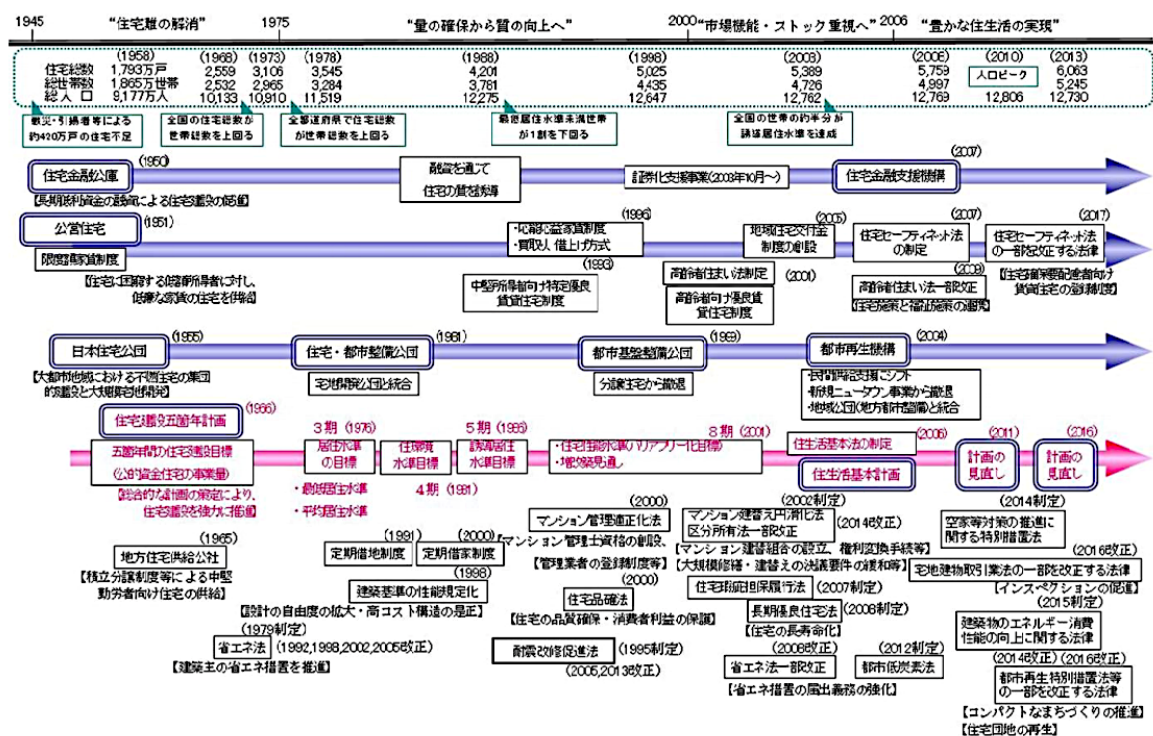 1945 “住宅難の解消” 1975 “量の確保から質の向上へ” 2000 “市場機能・ストック重視へ” 2006 “豊かな住生活の実現”
(1958) (1968) (1973) (1978) (1988) (1998) (2003) (2008) (2010) (2013)
住宅総数 1,793万戸 2,559 3,106 3,545 4,201 5,025 5,389 5,759 人口ピーク 6,063
総世帯数 1,865万世帯 2,532 2,965 3,284 3,781 4,435 4,726 4,997 5,245
総人口 9,177万人 10,133 10,910 11,519 12,275 12,647 12,762 12,769 12,806 12,730
戦災・引揚者等による
約420万戸の住宅不足
全国の住宅総数が
世帯総数を上回る
全都道府県で住宅総数
が世帯総数を上回る
最低居住水準未満世帯
が1割を下回る
全国の世帯の約半分が
誘導居住水準を達成
(1950)
住宅金融公庫
【長期低利資金の融資による住宅建設の促進】
融資を通じて
住宅の質を誘導
証券化支援事業(2003年10月～)
(2007)
住宅金融支援機構
公営住宅
(1951)
限度額家賃制度
【住宅に困窮する低額所得者に対し、
低廉な家賃の住宅を供給】
(1996)
・応能応益家賃制度
・買取り、借上げ方式
(1993)
中堅所得者向け特定優良
賃貸住宅制度
(2005)
地域住宅交付金
制度の創設
高齢者住まい法制定
(2001)
高齢者向け優良賃
貸住宅制度
(2007)
住宅セーフティネット法
の制定
(2009)
高齢者住まい法一部改正
【住宅施策と福祉施策の連携】
(2017)
住宅セーフティネット法
の一部を改正する法律
【住宅確保要配慮者向け
賃貸住宅の登録制度】
(1955)
日本住宅公団
【大都市地域における不燃住宅の集団
的建設と大規模宅地開発】
(1981)
住宅・都市整備公団
宅地開発公団と統合
(1999)
都市基盤整備公団
分譲住宅から撤退
(2004)
都市再生機構
・民間供給支援にシフト
・新規ニュータウン事業から撤退
・地域公団(地方都市整備)と統合
(1966)
住宅建設五箇年計画
五箇年間の住宅建設目標
(公的資金住宅の事業量)
【総合的な計画の策定により、
住宅建設を強力に推進】
3期(1976)
居住水準
の目標
・最低居住水準
・平均居住水準
住環境
水準目標
4期(1981)
5期(1986)
誘導居住
水準目標
8期(2001)
・住宅性能水準(バリアフリー化目標)
・増改築見通し
住生活基本法の制定
(2006)
住生活基本計画
(2011)
計画の
見直し
(2016)
計画の
見直し
(1965)
地方住宅供給公社
【積立分譲制度等による中堅
勤労者向け住宅の供給】
(1979制定)
省エネ法
(1992,1998,2002,2005改正)
【建築主の省エネ措置を推進】
(1991)
定期借地制度
(2000)
定期借家制度
(1998)
建築基準の性能規定化
【設計の自由度の拡大・高コスト構造の是正】
(2000)
マンション管理適正化法
【マンション管理士資格の創設、
管理業者の登録制度等】
(2000)
住宅品確法
【住宅の品質確保・消費者利益の保護】
耐震改修促進法
(1995制定)
(2005,2013改正)
(2002制定)
マンション建替え円滑化法
区分所有法一部改正
(2014改正)
【マンション建替組合の設立、権利変換手続等】
【大規模修繕・建替えの決議要件の緩和等】
住宅瑕疵担保履行法
(2007制定)
長期優良住宅法
(2008制定)
【住宅の長寿命化】
(2008改正)
省エネ法一部改正
【省エネ措置の届出義務の強化】
(2012制定)
都市低炭素法
(2014制定)
空家等対策の推進に
関する特別措置法
(2016改正)
宅地建物取引業法の一部を改正する法律
【インスペクションの促進】
(2015制定)
建築物のエネルギー消費
性能の向上に関する法律
(2014改正) (2016改正)
都市再生特別措置法等
の一部を改正する法律
【コンパクトなまちづくりの推進】
【住宅団地の再生】